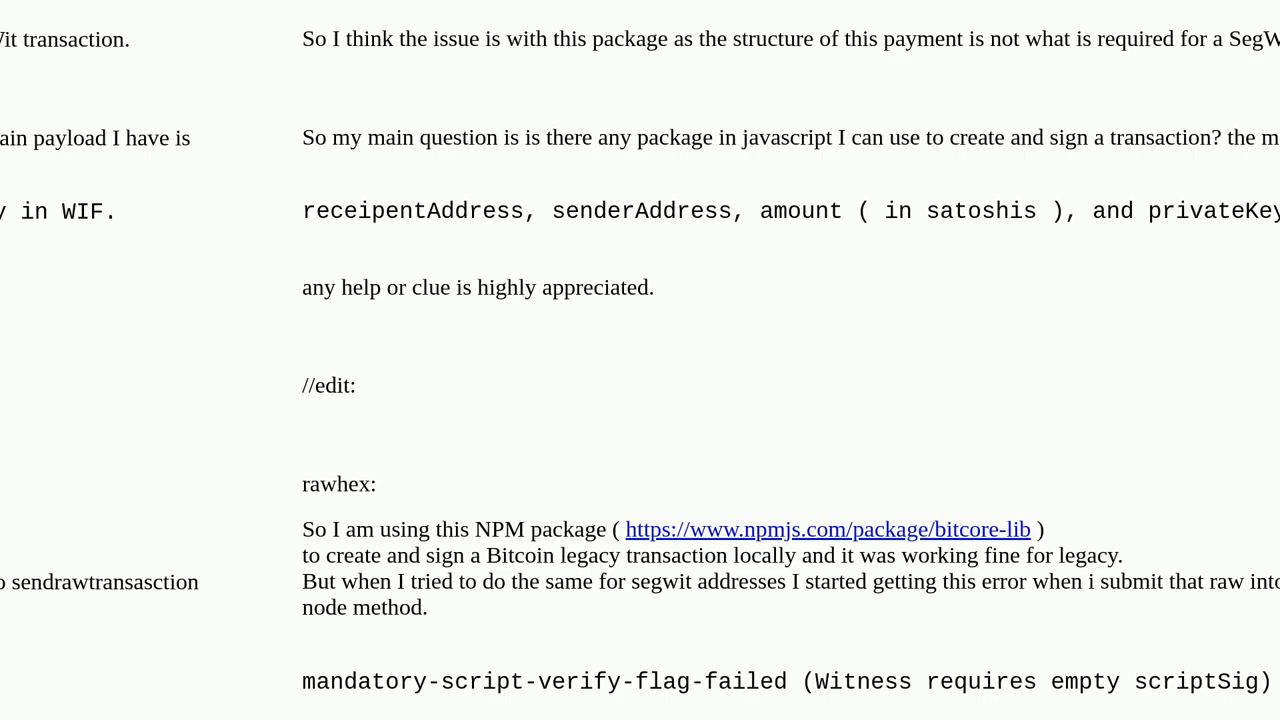 Wit transaction.
So I think the issue is with this package as the structure of this payment is not what is required for a SegW
ain payload I have is
So my main question is is there any package in javascript I can use to create and sign a transaction? the m
y in WIF.
receipentAddress, senderAddress, amount ( in satoshis ), and privateKey
any help or clue is highly appreciated.
//edit:
rawhex:
So I am using this NPM package ( https://www.npmjs.com/package/bitcore-lib )
to create and sign a Bitcoin legacy transaction locally and it was working fine for legacy.
o sendrawtransasction
But when I tried to do the same for segwit addresses I started getting this error when i submit that raw into
node method.
mandatory-script-verify-flag-failed (Witness requires empty scriptSig)